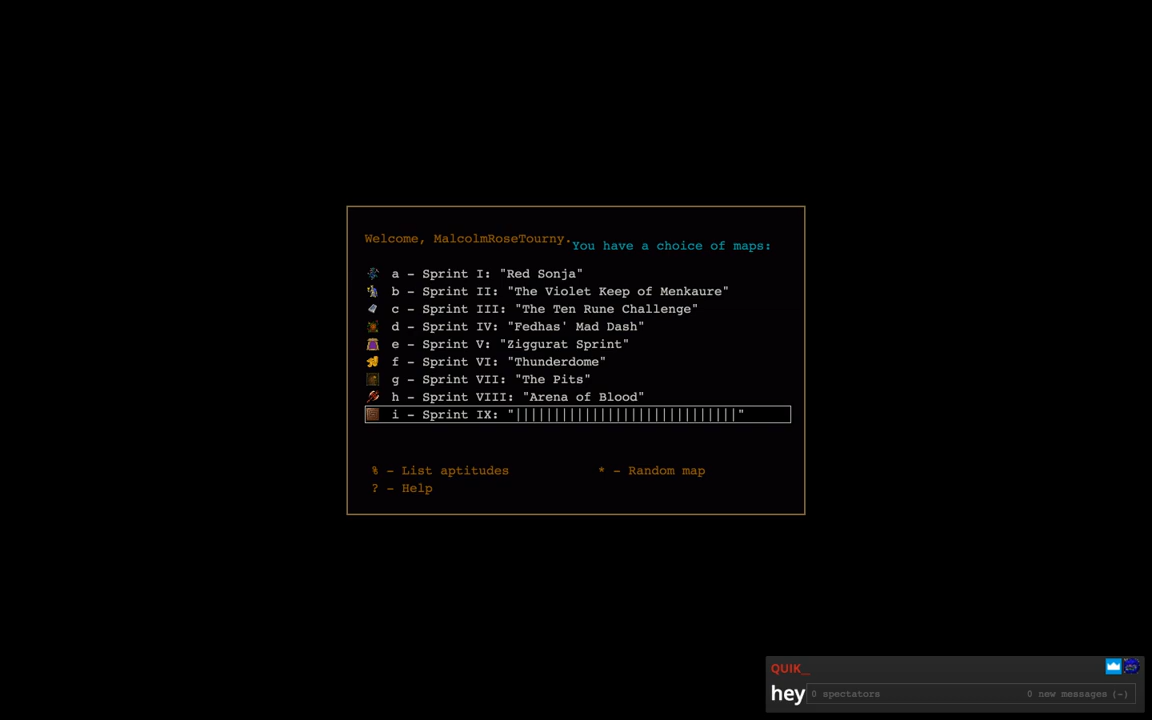 Welcome, MalcolmRoseTourny. You have a choice of maps:
a - Sprint I: "Red Sonja"
b - Sprint II: "The Violet Keep of Menkaure"
c - Sprint III: "The Ten Rune Challenge"
d - Sprint IV: "Fedhas' Mad Dash"
e - Sprint V: "Ziggurat Sprint"
f - Sprint VI: "Thunderdome"
g - Sprint VII: "The Pits"
h - Sprint VIII: "Arena of Blood"
i - Sprint IX: "|||||||||||||||||||||||||||||"
% - List aptitudes * - Random map
? - Help
QUIK__
hey 0 spectators 0 new messages (-)